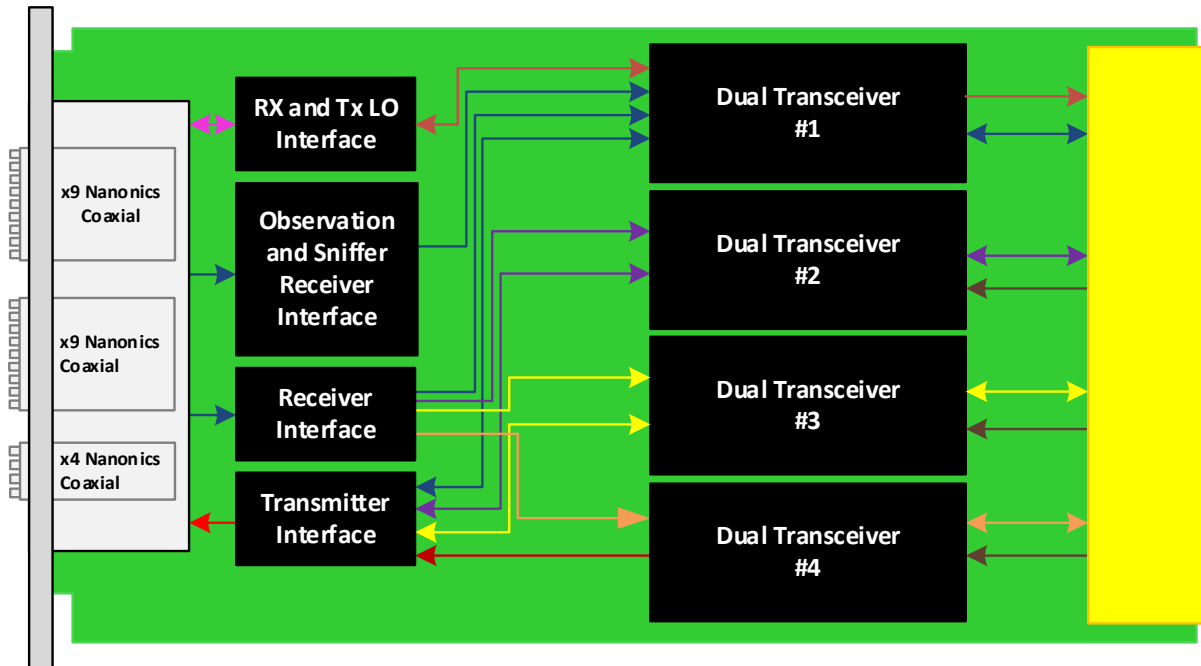 x9 Nanonics
Coaxial
x9 Nanonics
Coaxial
x4 Nanonics
Coaxial
RX and Tx LO
Interface
Observation
and Sniffer
Receiver
Interface
Receiver
Interface
Transmitter
Interface
Dual Transceiver
#1
Dual Transceiver
#2
Dual Transceiver
#3
Dual Transceiver
#4